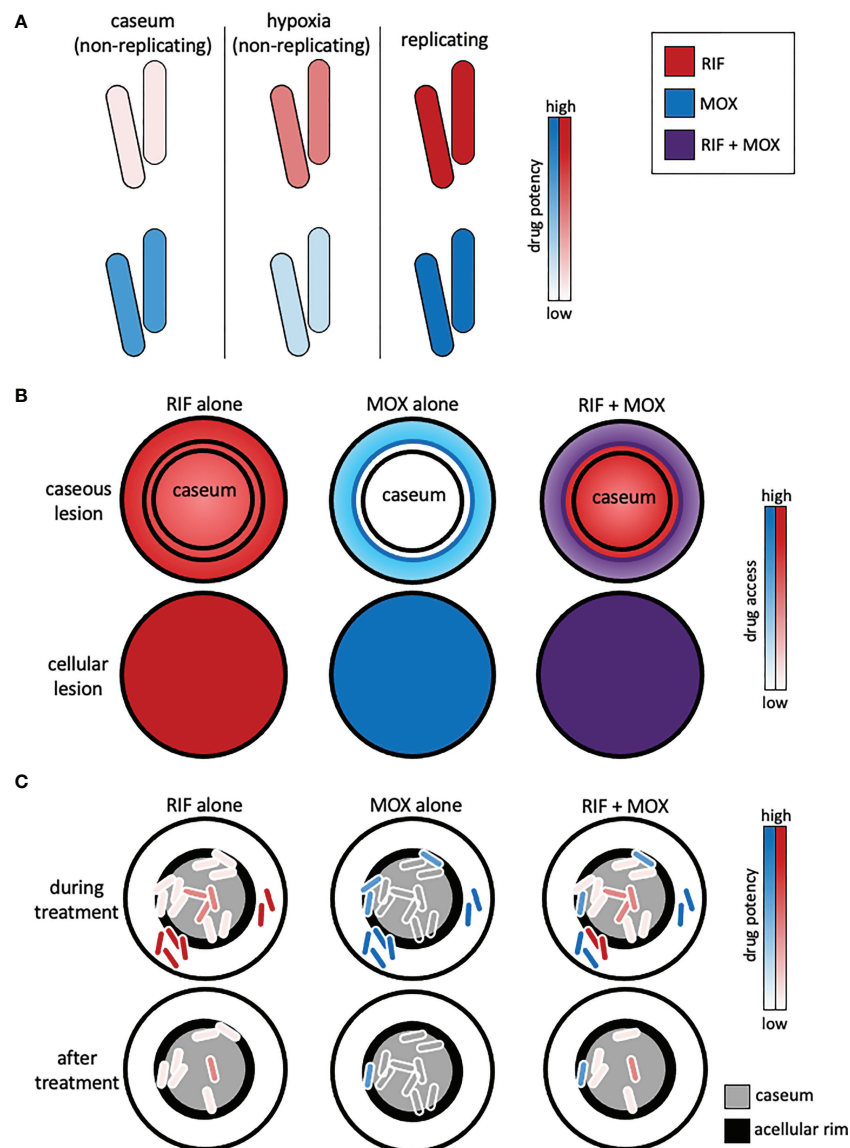 A
caseum
(non-replicating)
hypoxia
(non-replicating)
replicating
high
drug potency
low
RIF
MOX
RIF + MOX
B
RIF alone
MOX alone
RIF + MOX
caseous
lesion
caseum
caseum
caseum
cellular
lesion
high
drug access
low
C
RIF alone
MOX alone
RIF + MOX
during
treatment
after
treatment
high
drug potency
low
caseum
acellular rim